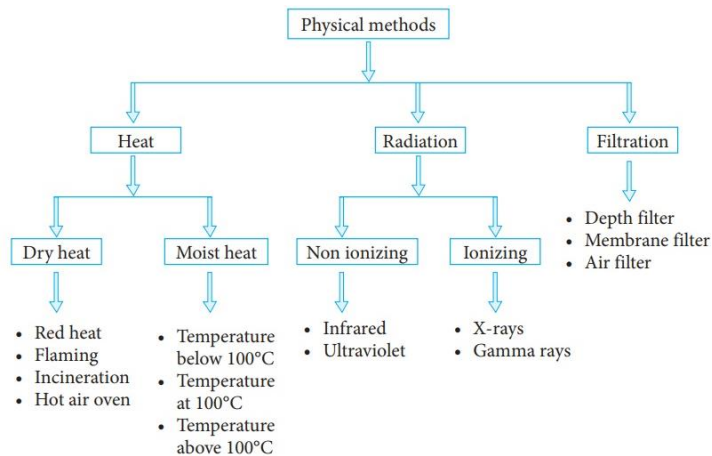 Physical methods
Heat
Radiation
Filtration
Dry heat
Moist heat
Non ionizing
Ionizing
• Depth filter
• Membrane filter
• Air filter
• Red heat
• Flaming
• Incineration
• Hot air oven
• Temperature
below 100°C
• Temperature
at 100°C
• Temperature
above 100°C
• Infrared
• Ultraviolet
• X-rays
• Gamma rays